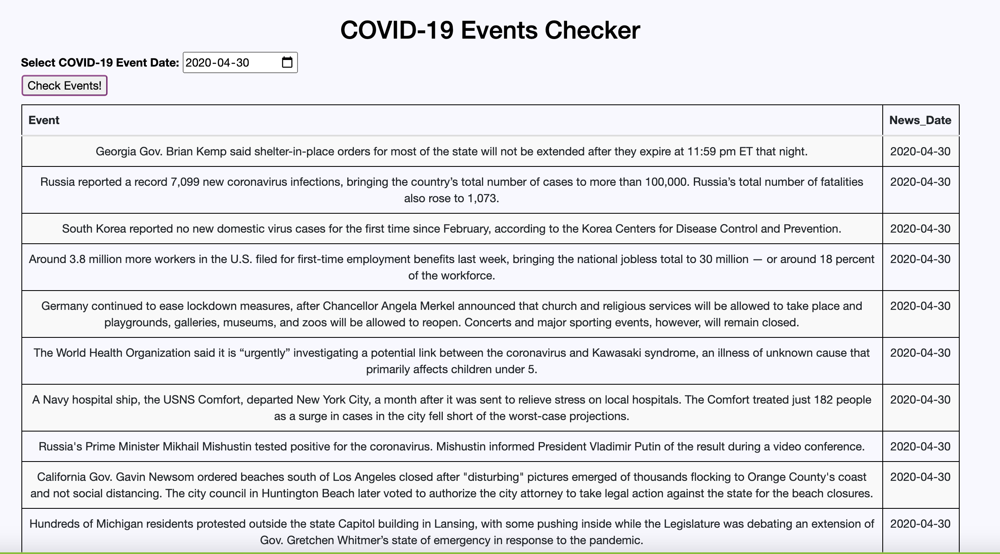 COVID-19 Events Checker
Select COVID-19 Event Date: 2020-04-30
Check Events!
Event News_Date
Georgia Gov. Brian Kemp said shelter-in-place orders for most of the state will not be extended after they expire at 11:59 pm ET that night. 2020-04-30
Russia reported a record 7,099 new coronavirus infections, bringing the country’s total number of cases to more than 100,000. Russia’s total number of fatalities 2020-04-30
also rose to 1,073.
South Korea reported no new domestic virus cases for the first time since February, according to the Korea Centers for Disease Control and Prevention. 2020-04-30
Around 3.8 million more workers in the U.S. filed for first-time employment benefits last week, bringing the national jobless total to 30 million — or around 18 percent 2020-04-30
of the workforce.
Germany continued to ease lockdown measures, after Chancellor Angela Merkel announced that church and religious services will be allowed to take place and 2020-04-30
playgrounds, galleries, museums, and zoos will be allowed to reopen. Concerts and major sporting events, however, will remain closed.
The World Health Organization said it is “urgently” investigating a potential link between the coronavirus and Kawasaki syndrome, an illness of unknown cause that 2020-04-30
primarily affects children under 5.
A Navy hospital ship, the USNS Comfort, departed New York City, a month after it was sent to relieve stress on local hospitals. The Comfort treated just 182 people 2020-04-30
as a surge in cases in the city fell short of the worst-case projections.
Russia's Prime Minister Mikhail Mishustin tested positive for the coronavirus. Mishustin informed President Vladimir Putin of the result during a video conference. 2020-04-30
California Gov. Gavin Newsom ordered beaches south of Los Angeles closed after "disturbing" pictures emerged of thousands flocking to Orange County's coast 2020-04-30
and not social distancing. The city council in Huntington Beach later voted to authorize the city attorney to take legal action against the state for the beach closures.
Hundreds of Michigan residents protested outside the state Capitol building in Lansing, with some pushing inside while the Legislature was debating an extension of 2020-04-30
Gov. Gretchen Whitmer’s state of emergency in response to the pandemic.